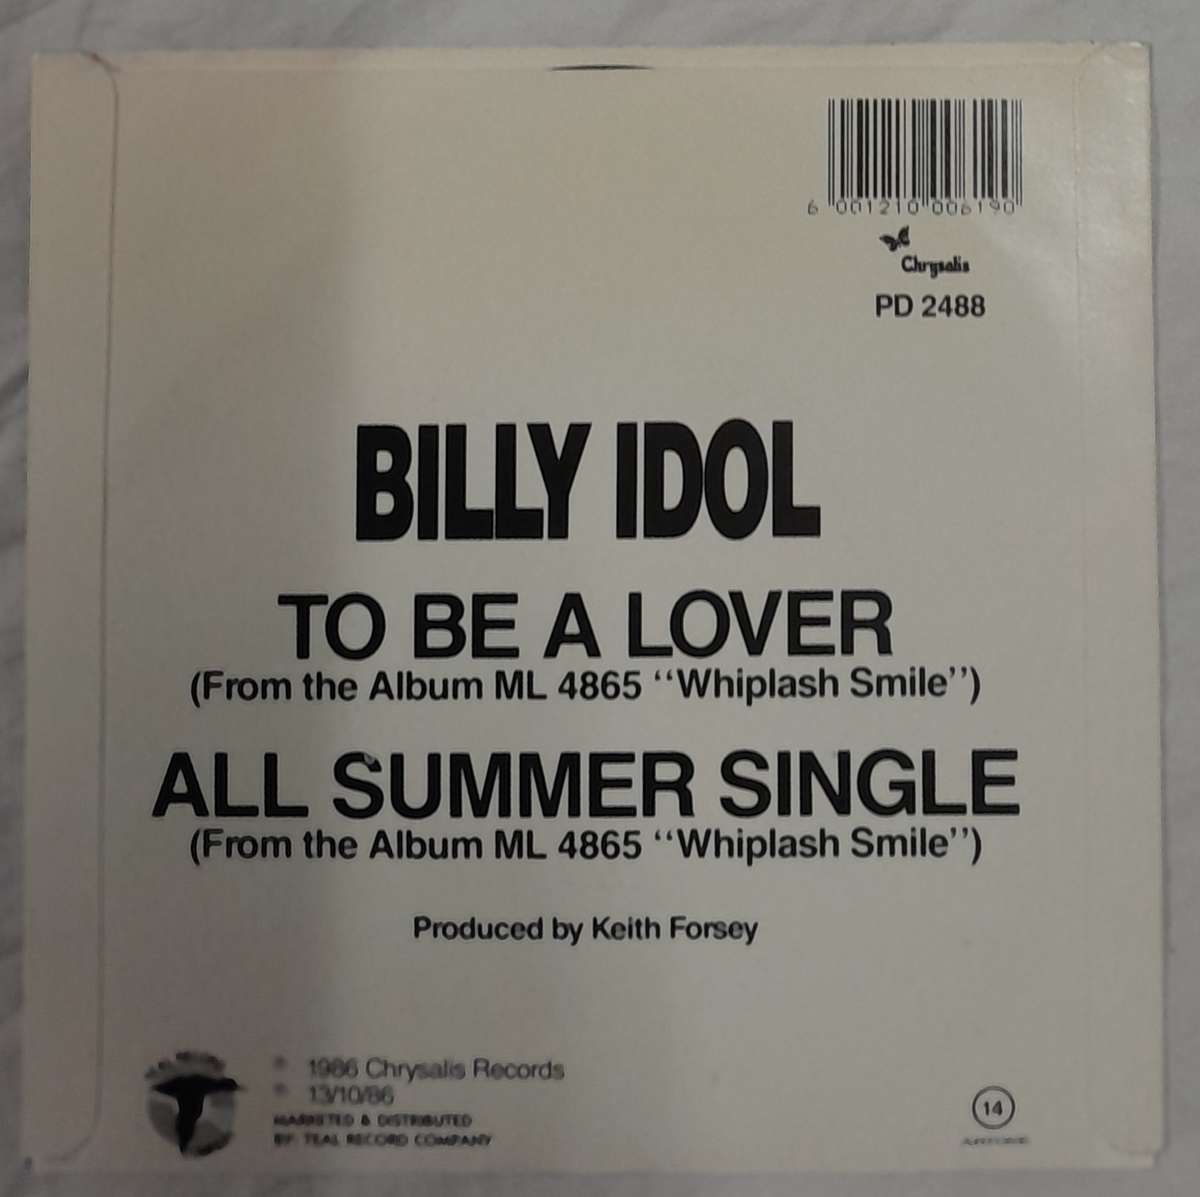 6 001210 006190
Chrysalis
PD 2488
BILLY IDOL
TO BE A LOVER
(From the Album ML 4865 “Whiplash Smile”)
ALL SUMMER SINGLE
(From the Album ML 4865 “Whiplash Smile”)
Produced by Keith Forsey
1986 Chrysalis Records
13/10/86
MARKETED & DISTRIBUTED
BY: TEAL RECORD COMPANY
14